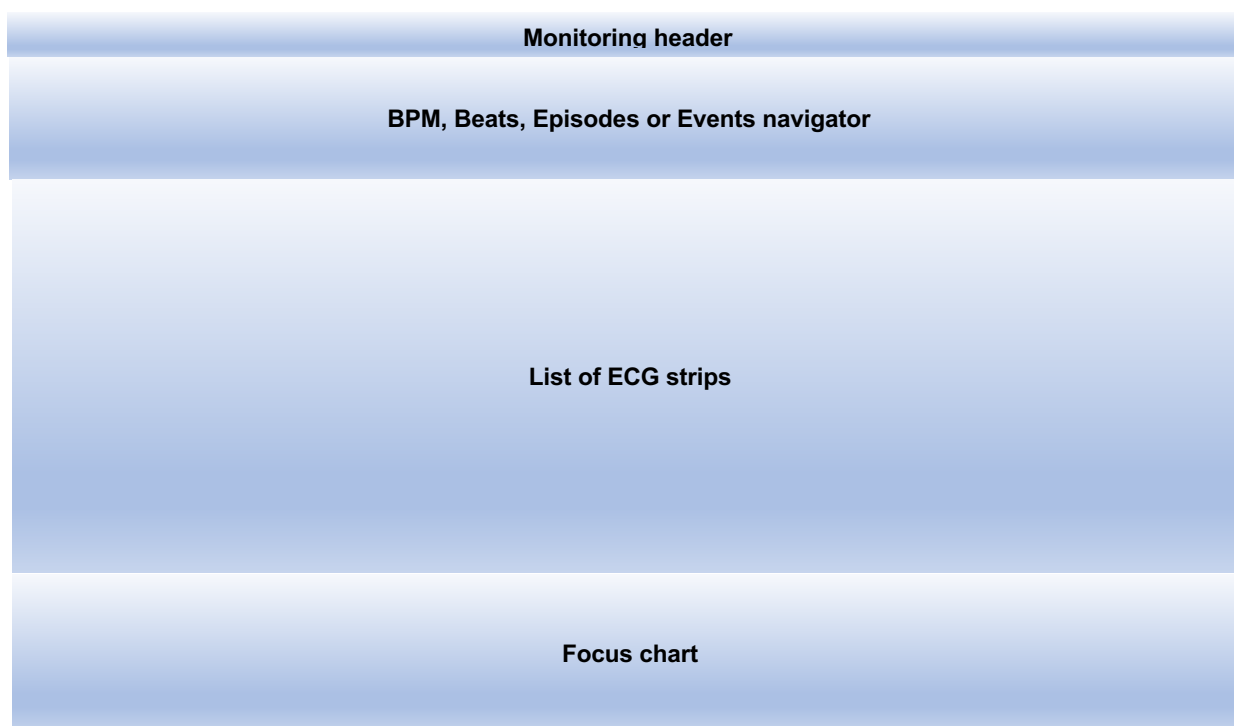 Monitoring header
BPM, Beats, Episodes or Events navigator
List of ECG strips
Focus chart